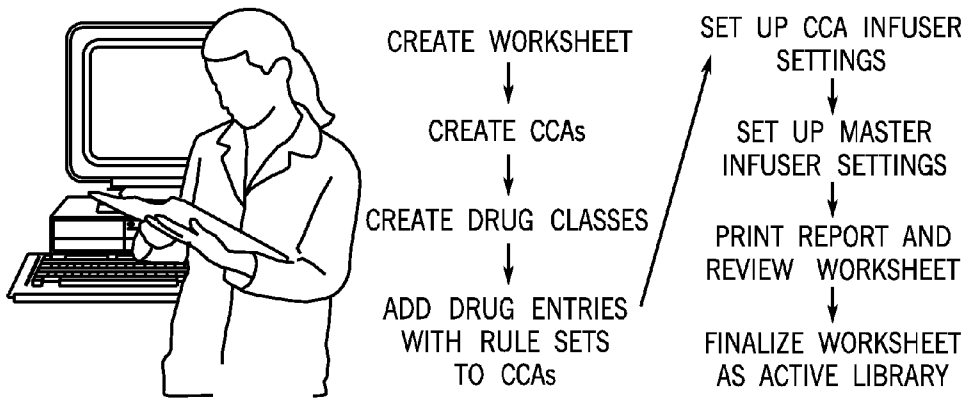 CREATE WORKSHEET
CREATE CCAs
CREATE DRUG CLASSES
ADD DRUG ENTRIES
WITH RULE SETS
TO CCAs
SET UP CCA INFUSER
SETTINGS
SET UP MASTER
INFUSER SETTINGS
PRINT REPORT AND
REVIEW WORKSHEET
FINALIZE WORKSHEET
AS ACTIVE LIBRARY